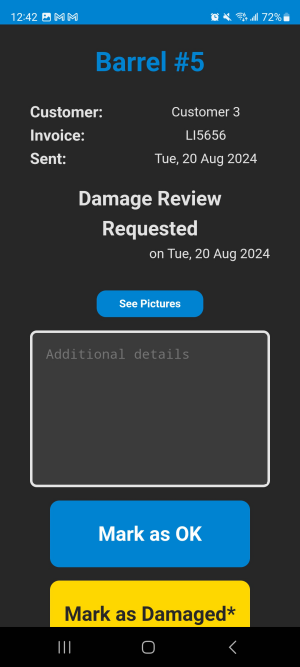 12:42
72%
Barrel #5
Customer: Customer 3
Invoice: LI5656
Sent: Tue, 20 Aug 2024
Damage Review
Requested
on Tue, 20 Aug 2024
See Pictures
Additional details
Mark as OK
Mark as Damaged*